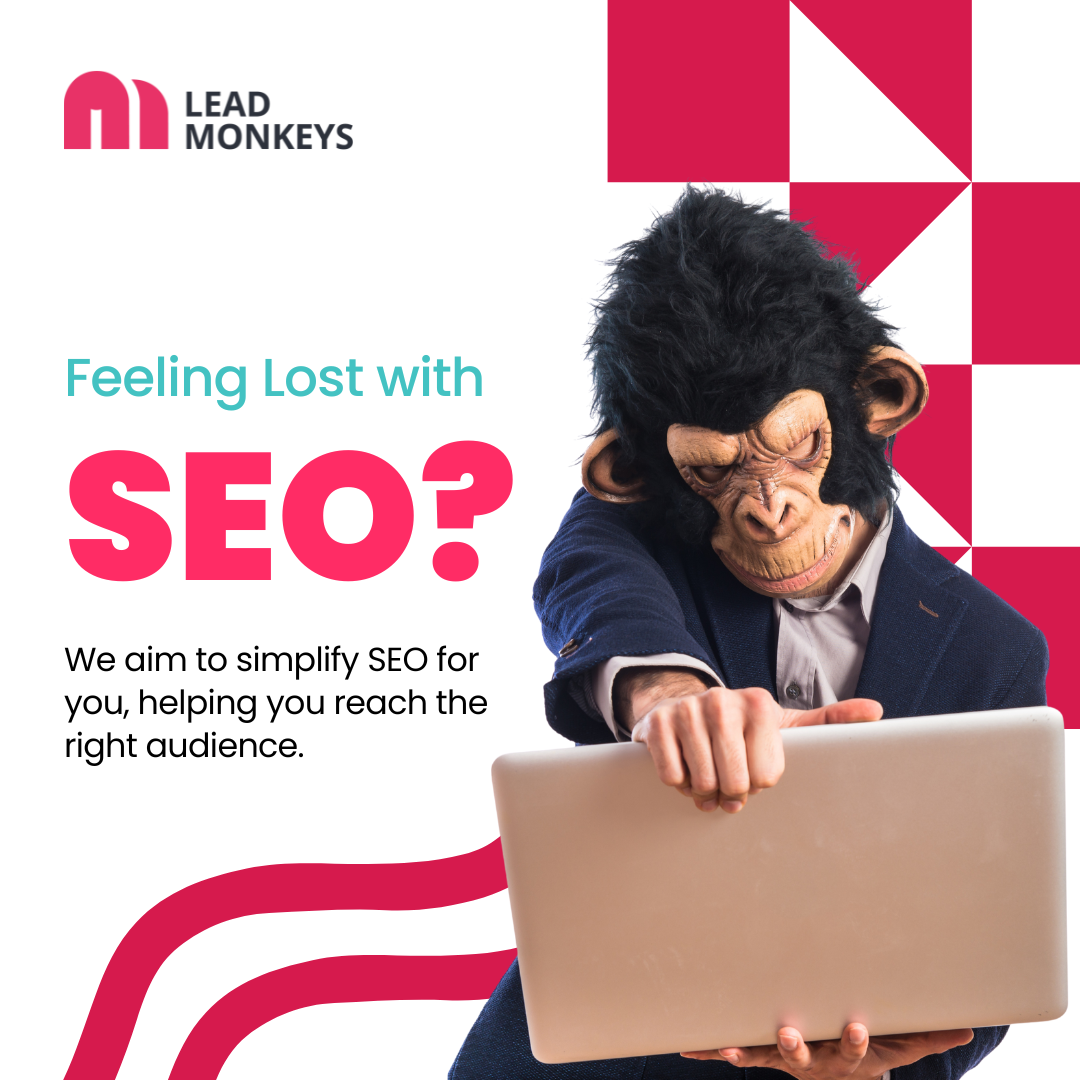 LEAD
MONKEYS
Feeling Lost with
SEO?
We aim to simplify SEO for
you, helping you reach the
right audience.